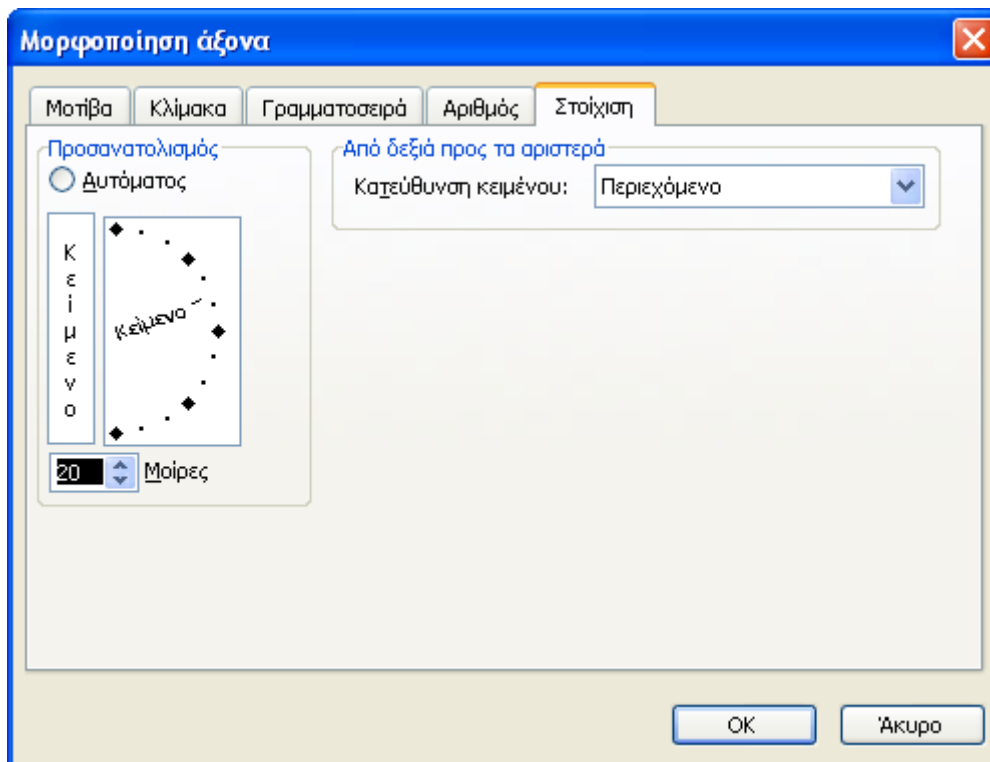 Μορφοποίηση άξονα
Μοτίβα Κλίμακα Γραμματοσειρά Αριθμός Στοίχιση
Προσανατολισμός
Αυτόματος
Κείμενο
Κείμενο
20 Μοίρες
Από δεξιά προς τα αριστερά
Κατεύθυνση κειμένου: Περιεχόμενο
OK Άκυρο